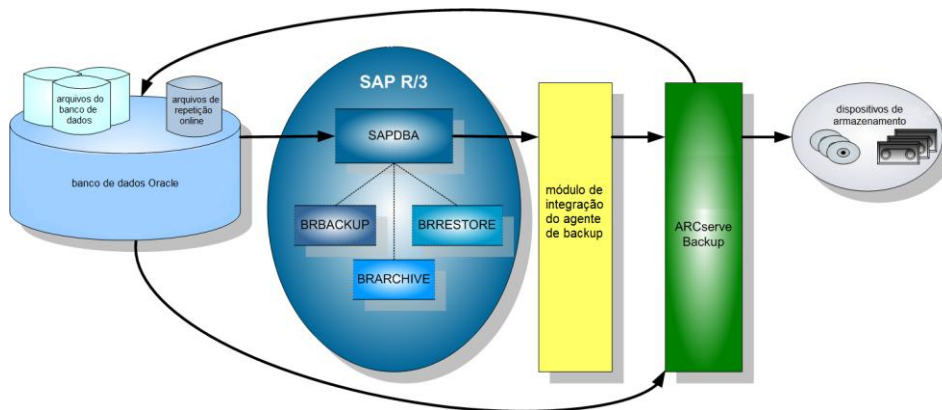 arquivos do
banco de
dados
arquivos de
repetição
online
banco de dados Oracle
SAP R/3
SAPDBA
BRBACKUP
BRRESTORE
BRARCHIVE
módulo de
integração
do agente
de backup
ARCserve
Backup
dispositivos de
armazenamento